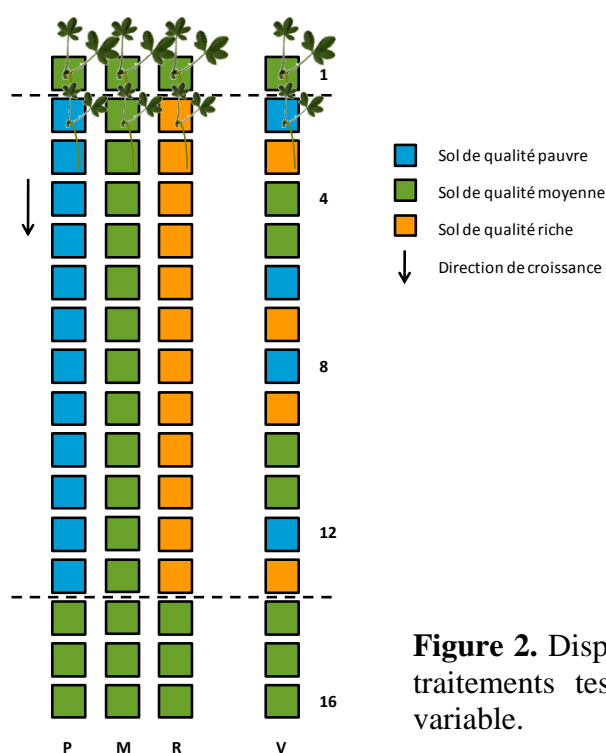 1
Sol de qualité pauvre
Sol de qualité moyenne
4
Sol de qualité riche
Direction de croissance
8
12
Figure 2. Disp
traitements tes
variable.
16
P M R V